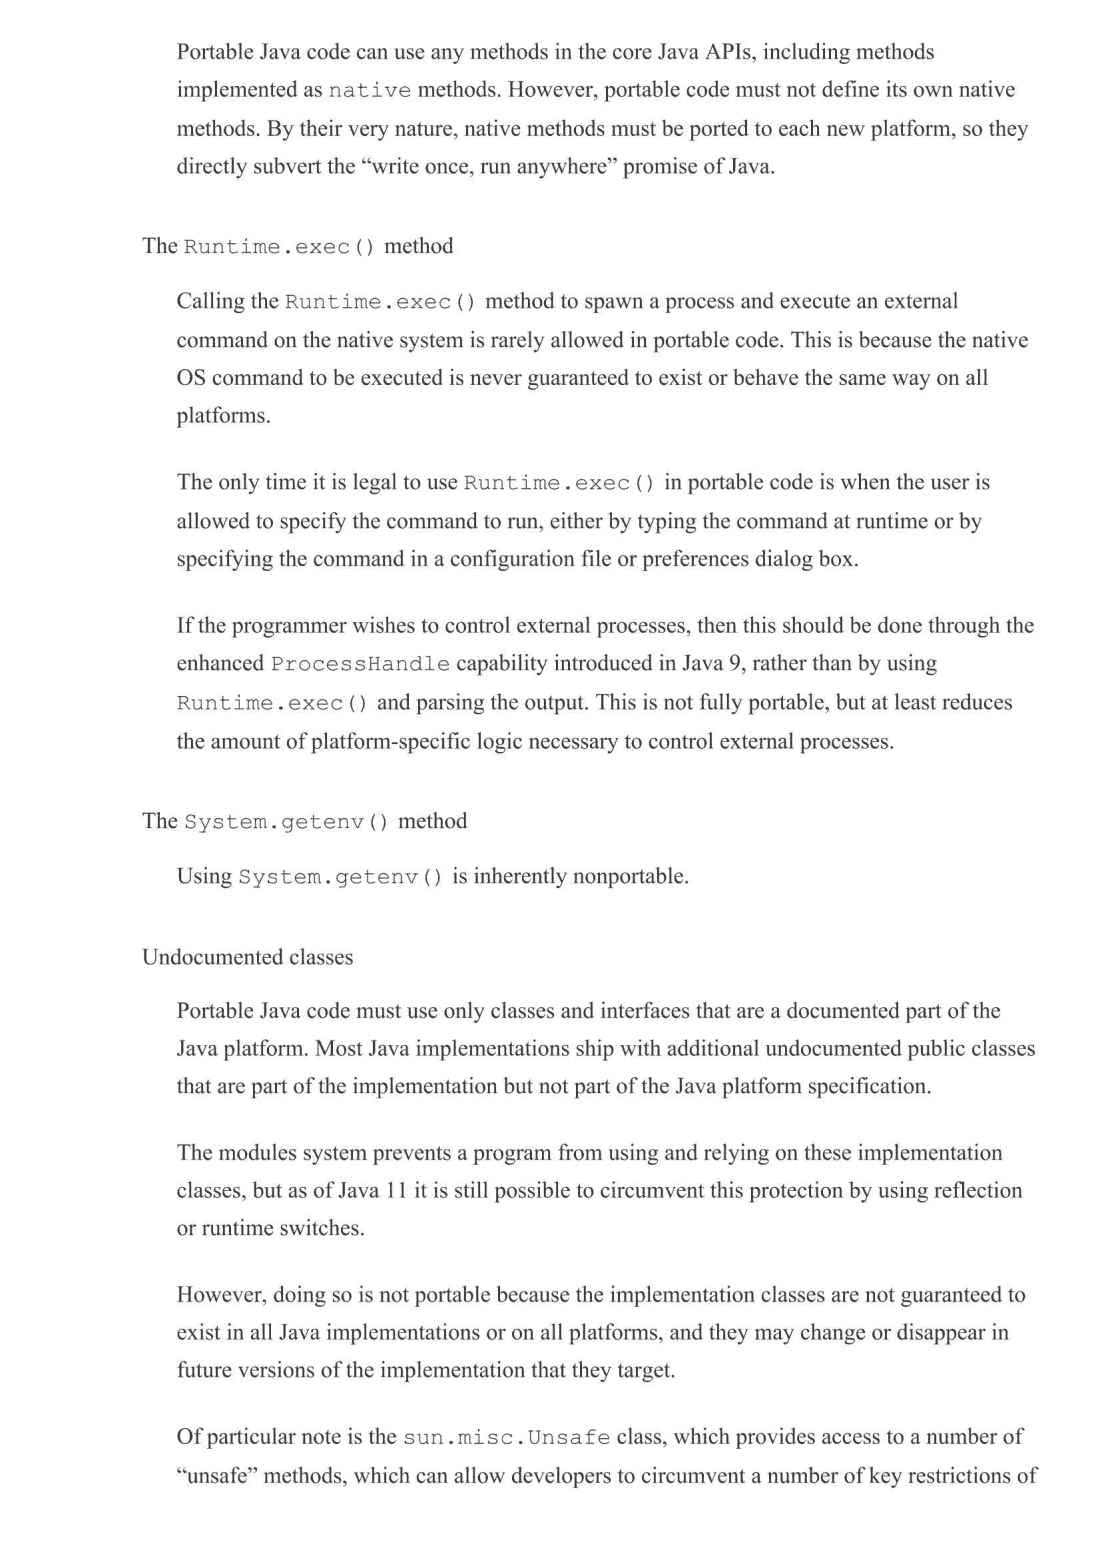 Portable Java code can use any methods in the core Java APIs, including methods
implemented as native methods. However, portable code must not define its own native
methods. By their very nature, native methods must be ported to each new platform, so they
directly subvert the “write once, run anywhere” promise of Java.
The Runtime.exec() method
Calling the Runtime.exec() method to spawn a process and execute an external
command on the native system is rarely allowed in portable code. This is because the native
OS command to be executed is never guaranteed to exist or behave the same way on all
platforms.
The only time it is legal to use Runtime.exec() in portable code is when the user is
allowed to specify the command to run, either by typing the command at runtime or by
specifying the command in a configuration file or preferences dialog box.
If the programmer wishes to control external processes, then this should be done through the
enhanced ProcessHandle capability introduced in Java 9, rather than by using
Runtime.exec() and parsing the output. This is not fully portable, but at least reduces
the amount of platform-specific logic necessary to control external processes.
The System.getenv() method
Using System.getenv() is inherently nonportable.
Undocumented classes
Portable Java code must use only classes and interfaces that are a documented part of the
Java platform. Most Java implementations ship with additional undocumented public classes
that are part of the implementation but not part of the Java platform specification.
The modules system prevents a program from using and relying on these implementation
classes, but as of Java 11 it is still possible to circumvent this protection by using reflection
or runtime switches.
However, doing so is not portable because the implementation classes are not guaranteed to
exist in all Java implementations or on all platforms, and they may change or disappear in
future versions of the implementation that they target.
Of particular note is the sun.misc.Unsafe class, which provides access to a number of
“unsafe” methods, which can allow developers to circumvent a number of key restrictions of